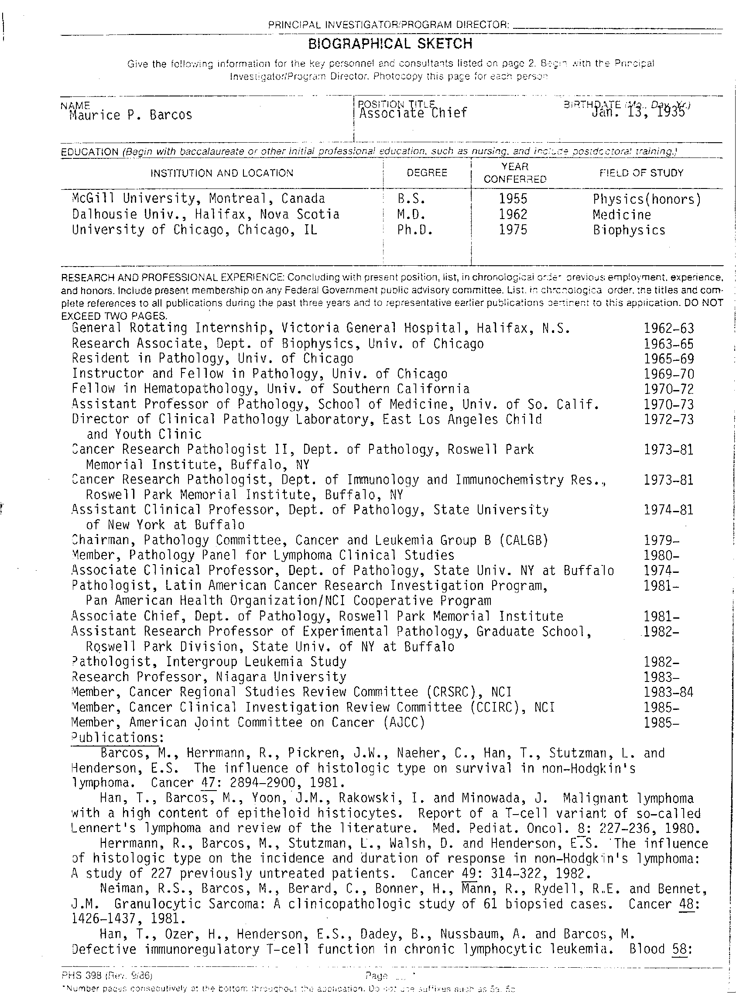 PRINCIPAL INVESTIGATOR/PROGRAM DIRECTOR:
BIOGRAPHICAL SKETCH
Give the following information for the key personnel and consultants listed on page 2. Begin with the Principal
Investigator/Program Director. Photocopy this page for each person
NAME POSITION TITLE BIRTHDATE (Mo., Day, Yr.)
Maurice P. Barcos Associate Chief Jan. 13, 1935
EDUCATION (Begin with baccalaureate or other initial professional education, such as nursing, and include postdoctoral training.)
INSTITUTION AND LOCATION DEGREE YEAR CONFERRED FIELD OF STUDY
McGill University, Montreal, Canada B.S. 1955 Physics(honors)
Dalhousie Univ., Halifax, Nova Scotia M.D. 1962 Medicine
University of Chicago, Chicago, IL Ph.D. 1975 Biophysics
RESEARCH AND PROFESSIONAL EXPERIENCE: Concluding with present position, list, in chronological order previous employment, experience,
and honors. Include present membership on any Federal Government public advisory committee. List, in chronological order, the titles and com-
plete references to all publications during the past three years and to representative earlier publications pertinent to this application. DO NOT
EXCEED TWO PAGES.
General Rotating Internship, Victoria General Hospital, Halifax, N.S. 1962-63
Research Associate, Dept. of Biophysics, Univ. of Chicago 1963-65
Resident in Pathology, Univ. of Chicago 1965-69
Instructor and Fellow in Pathology, Univ. of Chicago 1969-70
Fellow in Hematopathology, Univ. of Southern California 1970-72
Assistant Professor of Pathology, School of Medicine, Univ. of So. Calif. 1970-73
Director of Clinical Pathology Laboratory, East Los Angeles Child 1972-73
and Youth Clinic
Cancer Research Pathologist II, Dept. of Pathology, Roswell Park 1973-81
Memorial Institute, Buffalo, NY
Cancer Research Pathologist, Dept. of Immunology and Immunochemistry Res., 1973-81
Roswell Park Memorial Institute, Buffalo, NY
Assistant Clinical Professor, Dept. of Pathology, State University 1974-81
of New York at Buffalo
Chairman, Pathology Committee, Cancer and Leukemia Group B (CALGB) 1979-
Member, Pathology Panel for Lymphoma Clinical Studies 1980-
Associate Clinical Professor, Dept. of Pathology, State Univ. NY at Buffalo 1974-
Pathologist, Latin American Cancer Research Investigation Program, 1981-
Pan American Health Organization/NCI Cooperative Program
Associate Chief, Dept. of Pathology, Roswell Park Memorial Institute 1981-
Assistant Research Professor of Experimental Pathology, Graduate School, 1982-
Roswell Park Division, State Univ. of NY at Buffalo
Pathologist, Intergroup Leukemia Study 1982-
Research Professor, Niagara University 1983-
Member, Cancer Regional Studies Review Committee (CRSRC), NCI 1983-84
Member, Cancer Clinical Investigation Review Committee (CCIRC), NCI 1985-
Member, American Joint Committee on Cancer (AJCC) 1985-
Publications:
Barcos, M., Herrmann, R., Pickren, J.W., Naeher, C., Han, T., Stutzman, L. and
Henderson, E.S. The influence of histologic type on survival in non-Hodgkin's
lymphoma. Cancer 47: 2894-2900, 1981.
Han, T., Barcos, M., Yoon, J.M., Rakowski, I. and Minowada, J. Malignant lymphoma
with a high content of epitheloid histiocytes. Report of a T-cell variant of so-called
Lennert's lymphoma and review of the literature. Med. Pediat. Oncol. 8: 227-236, 1980.
Herrmann, R., Barcos, M., Stutzman, L., Walsh, D. and Henderson, E.S. The influence
of histologic type on the incidence and duration of response in non-Hodgkin's lymphoma:
A study of 227 previously untreated patients. Cancer 49: 314-322, 1982.
Neiman, R.S., Barcos, M., Berard, C., Bonner, H., Mann, R., Rydell, R.E. and Bennet,
J.M. Granulocytic Sarcoma: A clinicopathologic study of 61 biopsied cases. Cancer 48:
1426-1437, 1981.
Han, T., Ozer, H., Henderson, E.S., Dadey, B., Nussbaum, A. and Barcos, M.
Defective immunoregulatory T-cell function in chronic lymphocytic leukemia. Blood 58:
PHS 398 (Rev. 9/86) Page
*Number pages consecutively at the bottom throughout the application. Do not use suffixes such as 5a, 5b